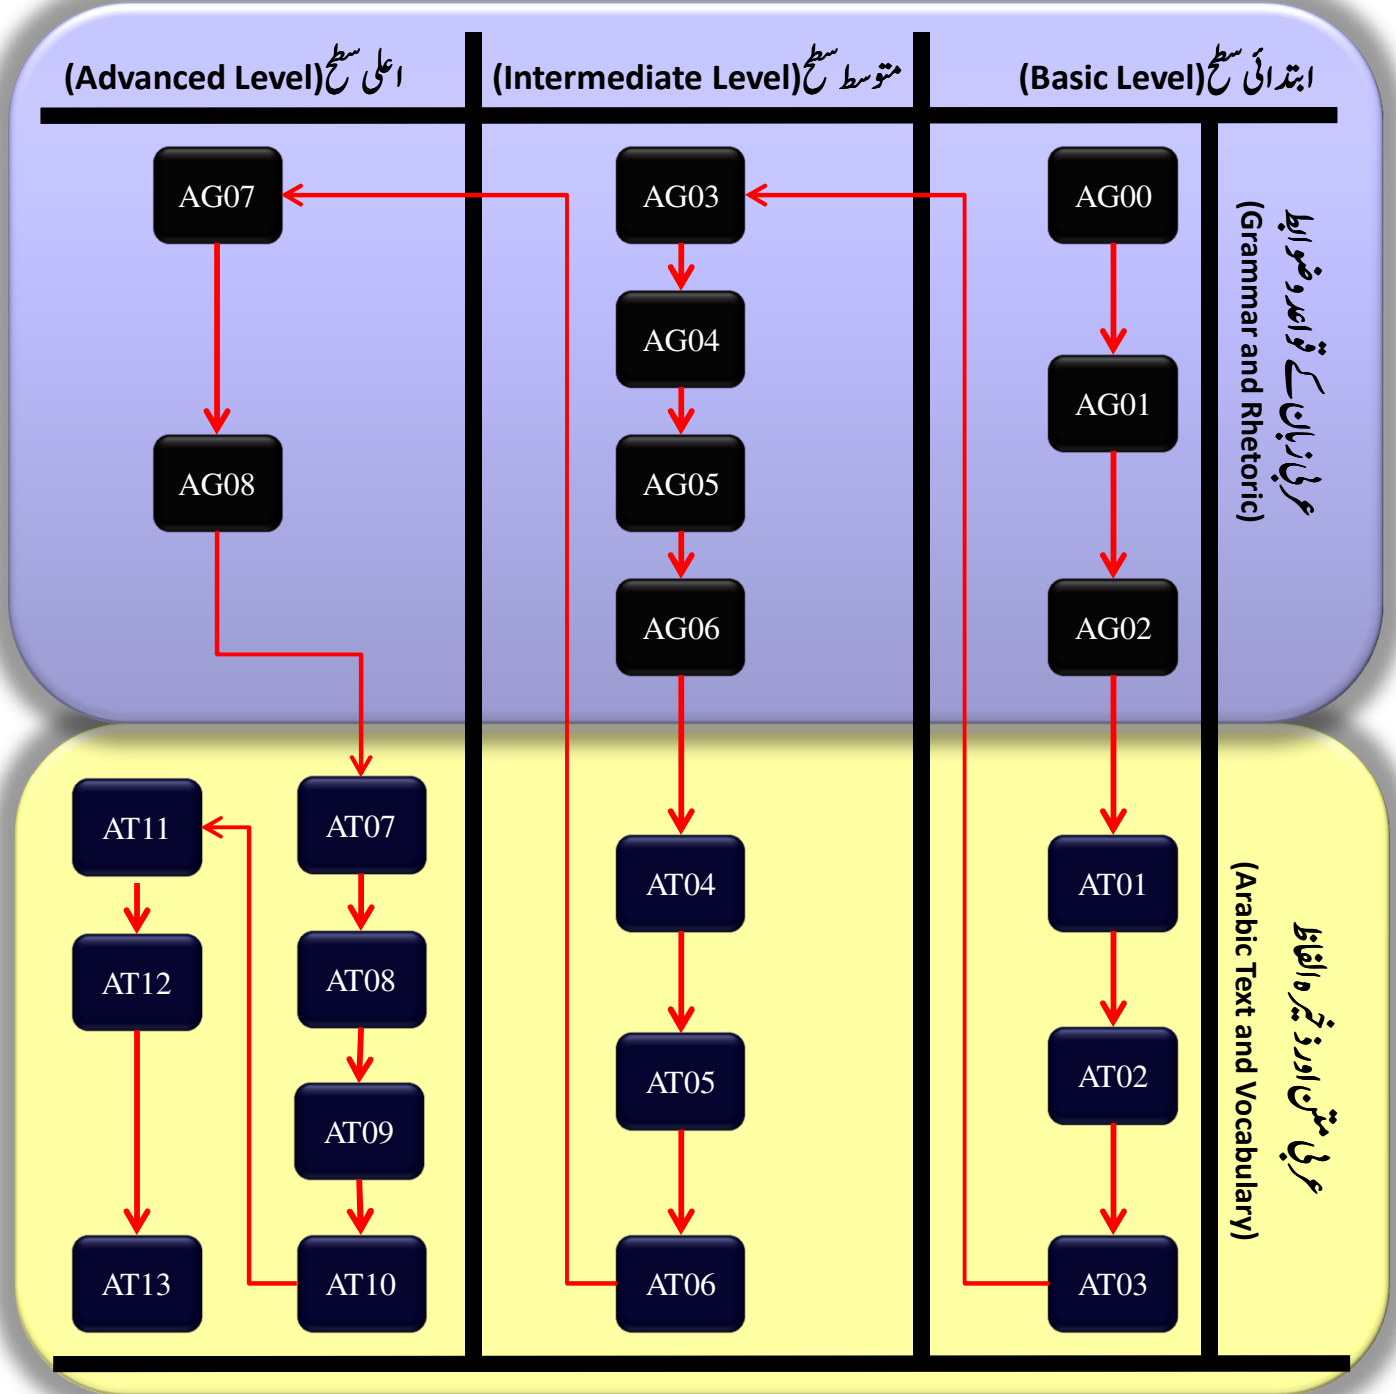 ابتدائی سطح(Basic Level)
متوسط سطح(Intermediate Level)
اعلی سطح(Advanced Level)
عربی زبان کے قواعد و ضوابط
(Grammar and Rhetoric)
AG00
AG01
AG02
AG03
AG04
AG05
AG06
AG07
AG08
عربی متن اور ذخیرہ الفاظ
(Arabic Text and Vocabulary)
AT01
AT02
AT03
AT04
AT05
AT06
AT07
AT08
AT09
AT10
AT11
AT12
AT13